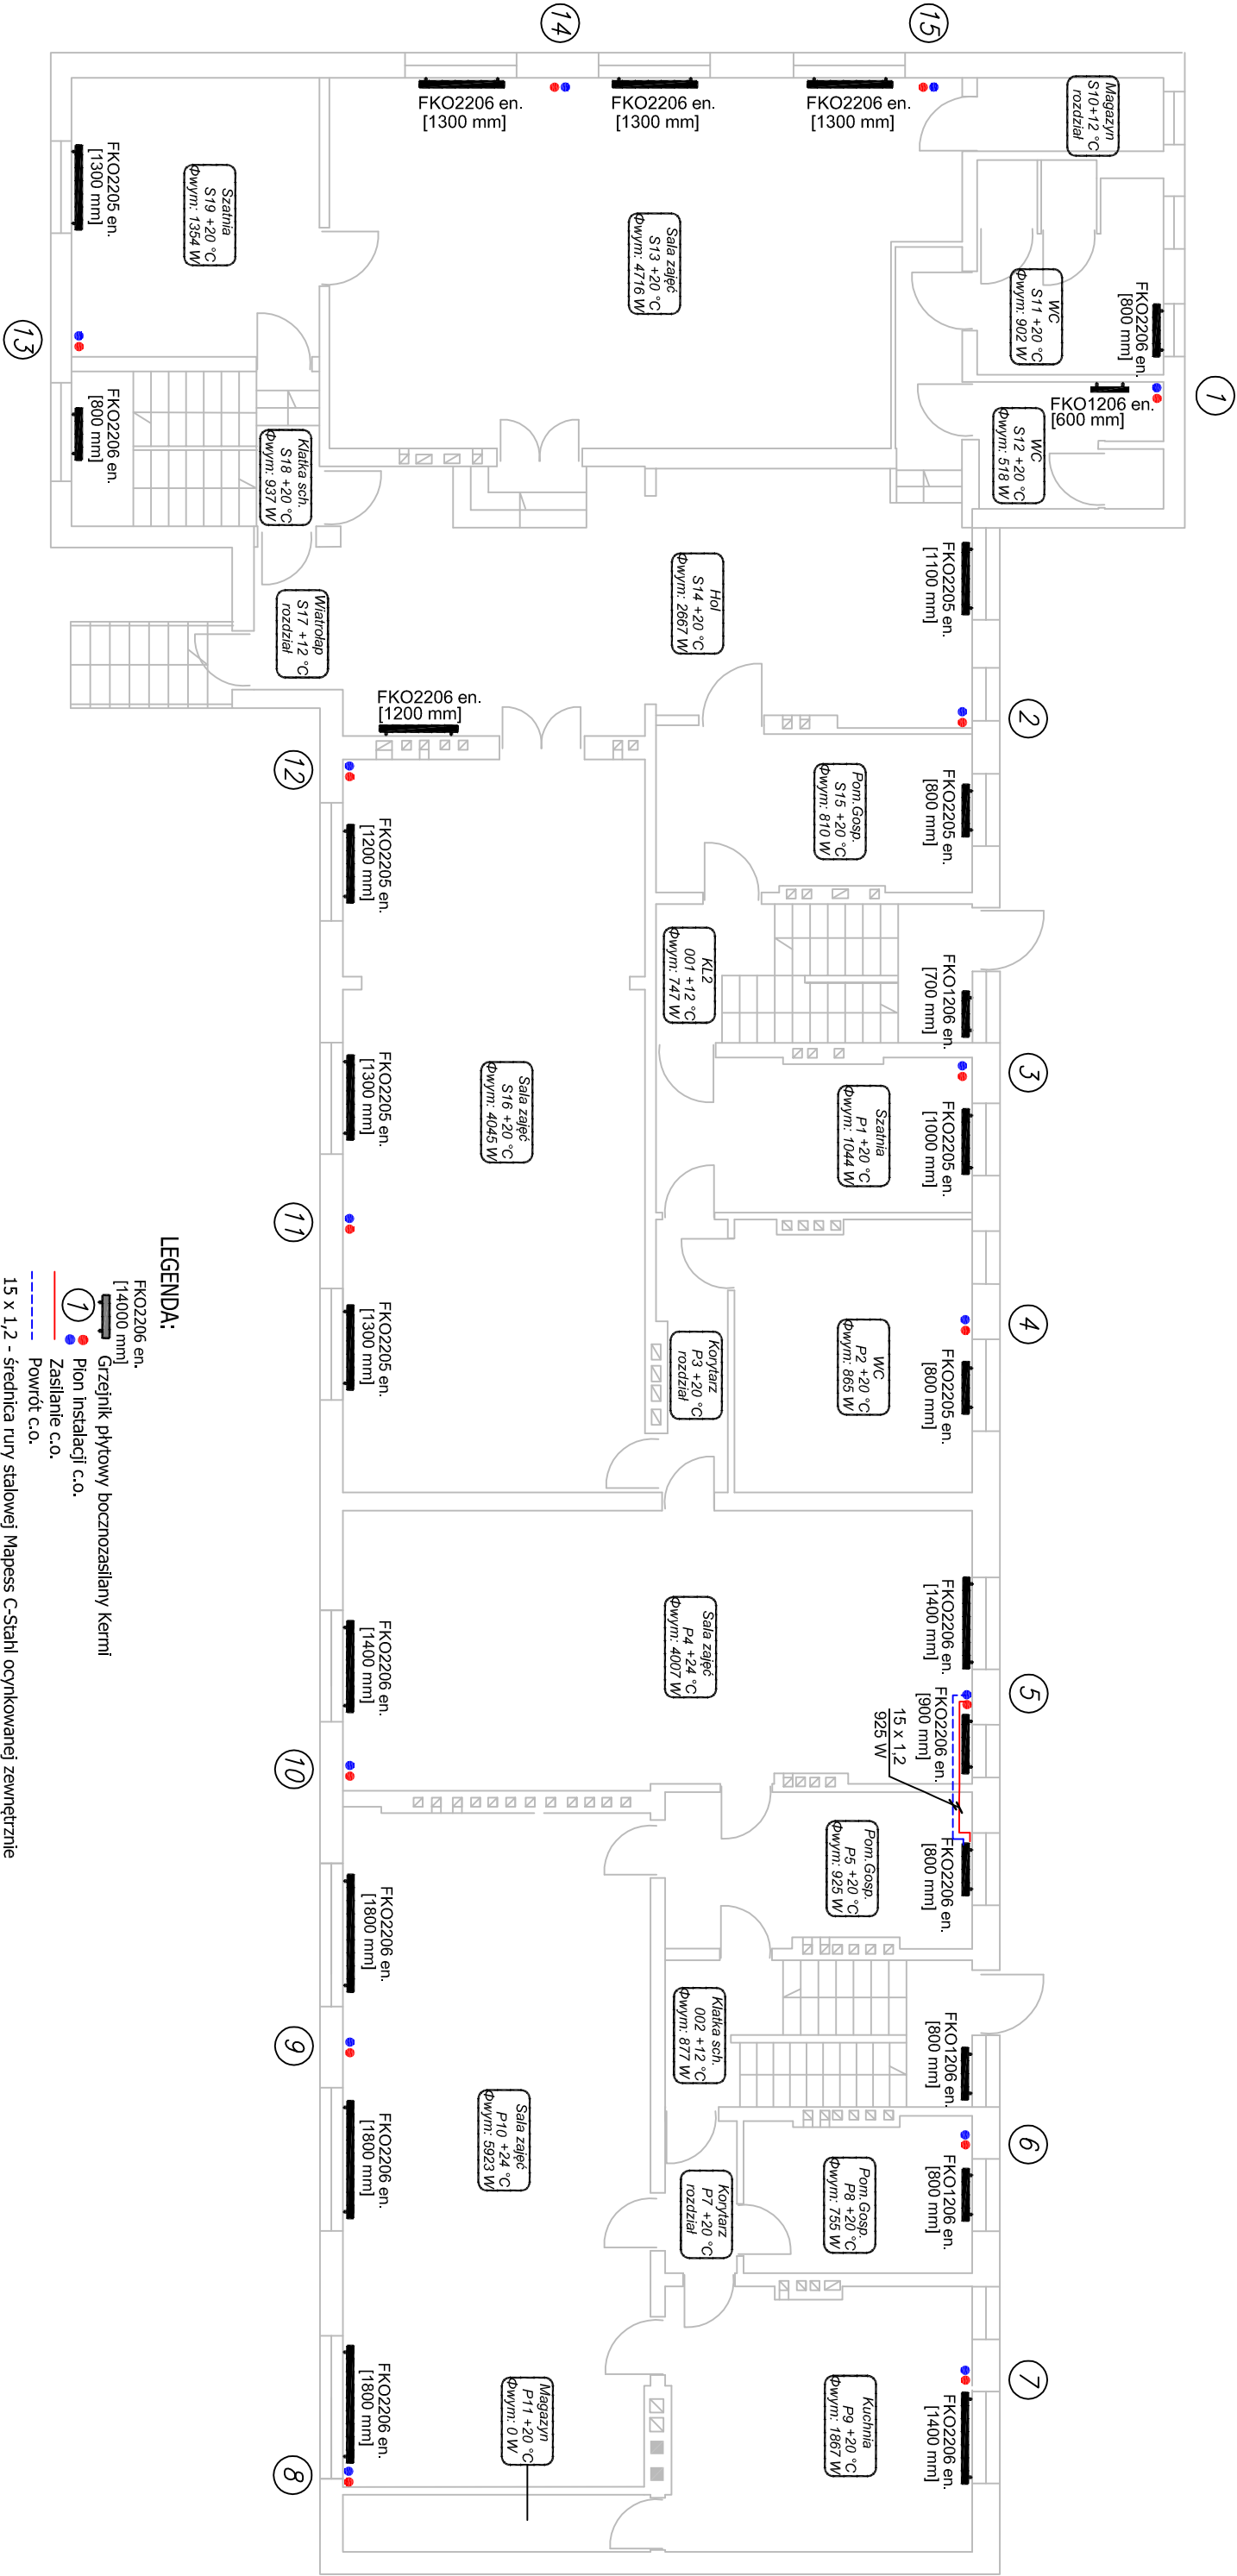 14
15
FKO2206 en.
[1300 mm]
FKO2206 en.
[1300 mm]
FKO2206 en.
[1300 mm]
Magazyn
S10+12 °C
rozdział
FKO2205 en.
[1300 mm]
Szatnia
S19 +20 °C
Φwym: 1354 W
Sala zajęć
S13 +20 °C
Φwym: 4716 W
WC
S11 +20 °C
Φwym: 902 W
FKO2206 en.
[800 mm]
13
1
FKO2206 en.
[800 mm]
FKO1206 en.
[600 mm]
WC
S12 +20 °C
Φwym: 518 W
Klatka sch.
S18 +20 °C
Φwym: 937 W
FKO2205 en.
[1100 mm]
Hol
S14 +20 °C
Φwym: 2667 W
Wiatrołap
S17 +12 °C
rozdział
FKO2206 en.
[1200 mm]
2
12
Pom.Gosp.
S15 +20 °C
Φwym: 810 W
FKO2205 en.
[800 mm]
FKO2205 en.
[1200 mm]
KL2
001 +12 °C
Φwym: 747 W
FKO1206 en.
[700 mm]
3
FKO2205 en.
[1300 mm]
Sala zajęć
S16 +20 °C
Φwym: 4045 W
Szatnia
P1 +20 °C
Φwym: 1044 W
FKO2205 en.
[1000 mm]
11
4
FKO2205 en.
[1300 mm]
Korytarz
P3 +20 °C
rozdział
WC
P2 +20 °C
Φwym: 865 W
FKO2205 en.
[800 mm]
LEGENDA:
FKO2206 en.
[14000 mm]
Grzejnik płytowy bocznozasilany Kermi
1
Pion instalacji c.o.
Zasilanie c.o.
Powrót c.o.
15 x 1,2 - średnica rury stalowej Mapess C-Stahl ocynkowanej zewnętrznie
FKO2206 en.
[1400 mm]
Sala zajęć
P4 +24 °C
Φwym: 4007 W
FKO2206 en.
[1400 mm]
5
FKO2206 en.
[900 mm]
15 x 1,2
925 W
10
Pom.Gosp.
P5 +20 °C
Φwym: 925 W
FKO2206 en.
[800 mm]
FKO2206 en.
[1800 mm]
Klatka sch.
002 +12 °C
Φwym: 877 W
FKO1206 en.
[800 mm]
9
6
FKO2206 en.
[1800 mm]
Sala zajęć
P10 +24 °C
Φwym: 5923 W
Korytarz
P7 +20 °C
rozdział
Pom.Gosp.
P8 +20 °C
Φwym: 755 W
FKO1206 en.
[800 mm]
7
FKO2206 en.
[1800 mm]
Magazyn
P11 +20 °C
Φwym: 0 W
Kuchnia
P9 +20 °C
Φwym: 1867 W
FKO2206 en.
[1400 mm]
8